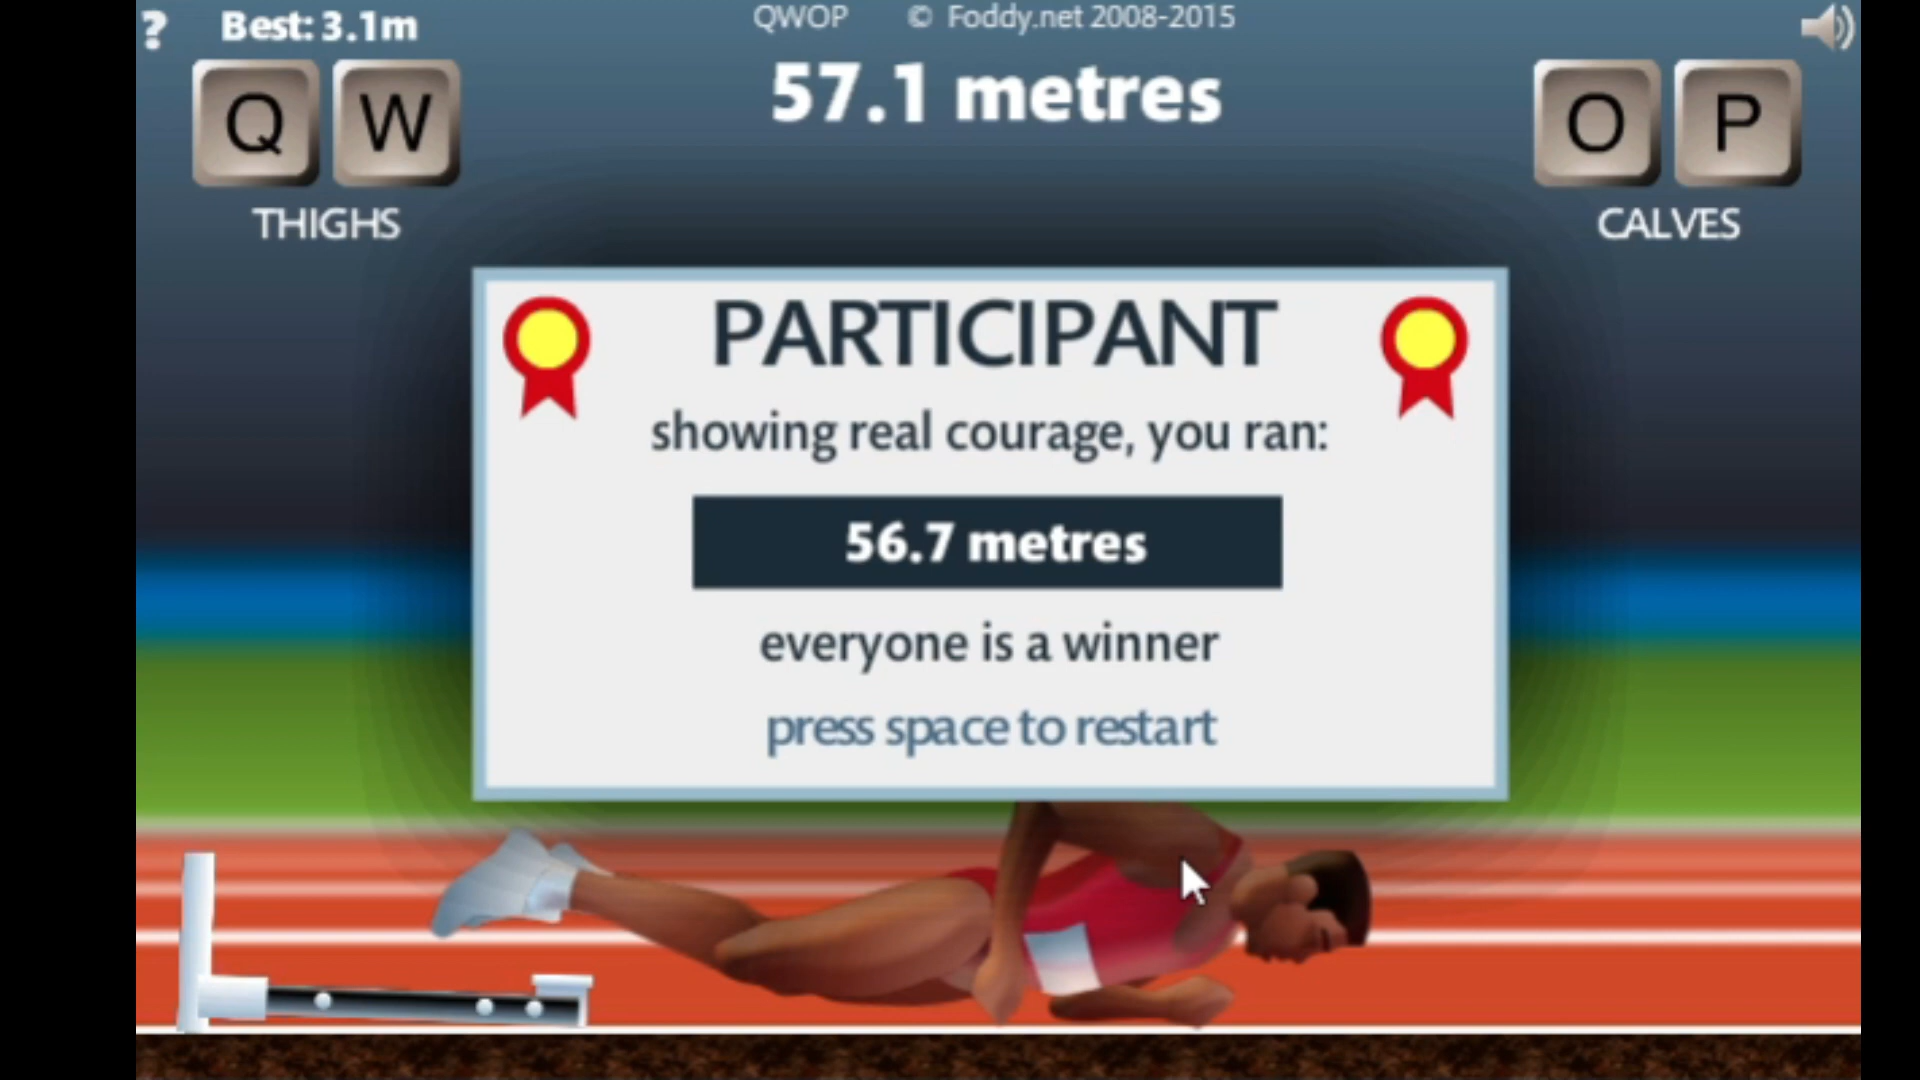 ? Best: 3.1m QWOP © Foddy.net 2008-2015
57.1 metres
Q W O P
THIGHS CALVES
PARTICIPANT
showing real courage, you ran:
56.7 metres
everyone is a winner
press space to restart